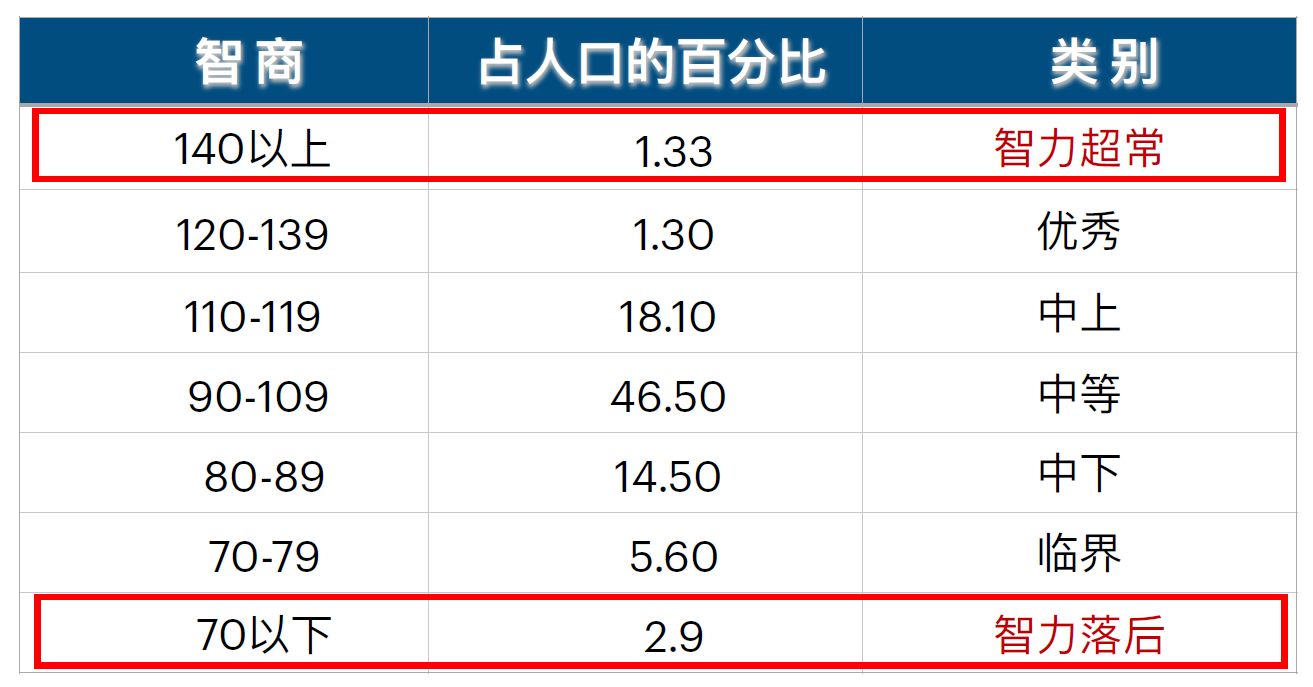 智 商 占人口的百分比 类 别
140以上 1.33 智力超常
120-139 1.30 优秀
110-119 18.10 中上
90-109 46.50 中等
80-89 14.50 中下
70-79 5.60 临界
70以下 2.9 智力落后